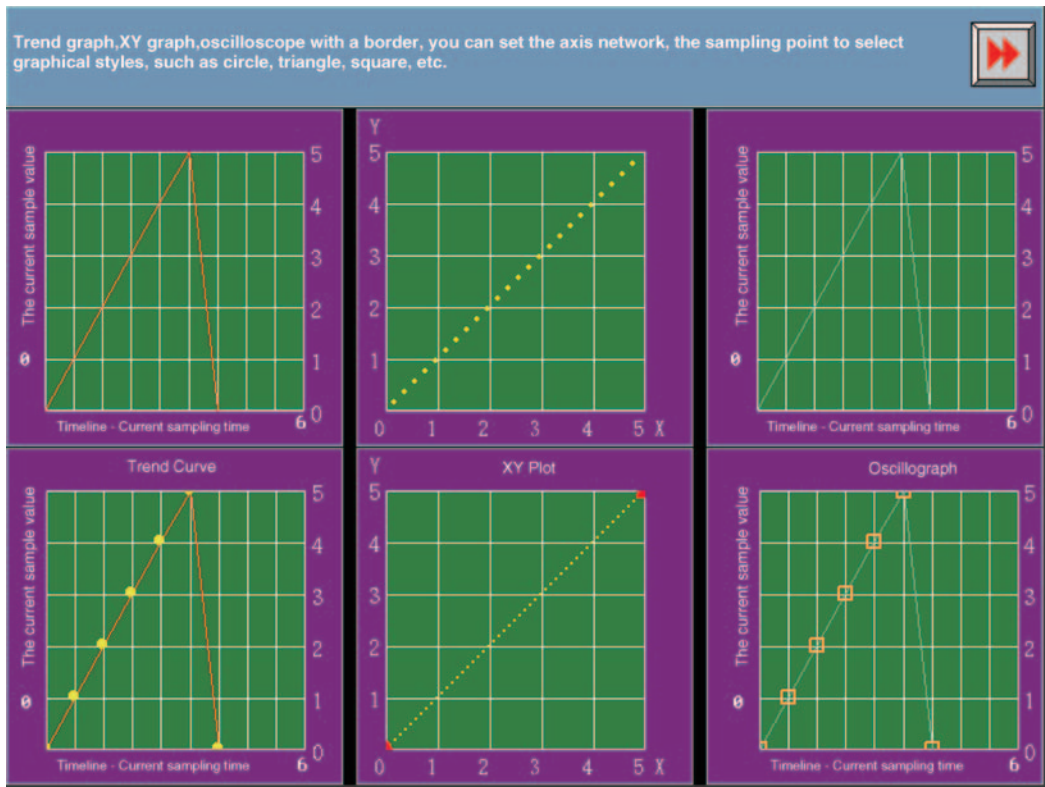 Trend graph,XY graph,oscilloscope with a border, you can set the axis network, the sampling point to select
graphical styles, such as circle, triangle, square, etc.
The current sample value
0
5
4
3
2
1
0
Timeline - Current sampling time
6
Y
5
4
3
2
1
0 1 2 3 4 5 X
The current sample value
0
5
4
3
2
1
0
Timeline - Current sampling time
6
Trend Curve
The current sample value
0
5
4
3
2
1
0
Timeline - Current sampling time
6
XY Plot
Y
5
4
3
2
1
0 1 2 3 4 5 X
Oscillograph
The current sample value
0
5
4
3
2
1
0
Timeline - Current sampling time
6